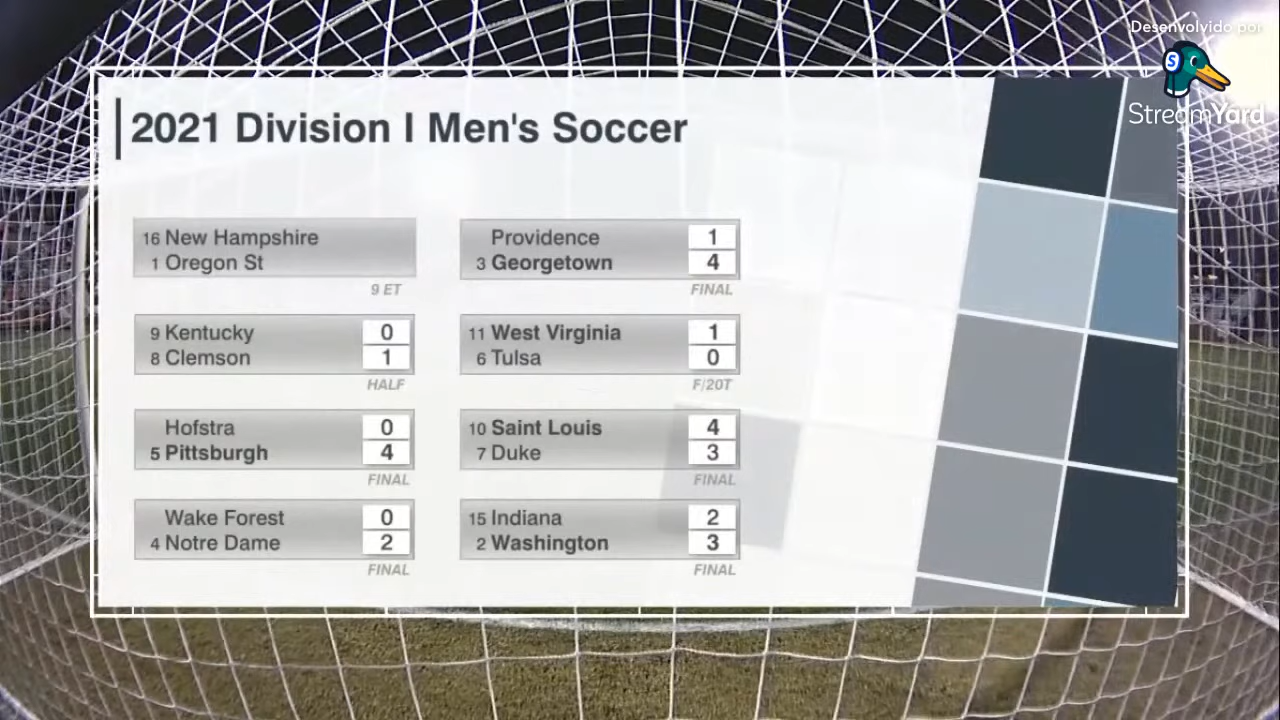 Desenvolvido por
StreamYard
2021 Division I Men's Soccer
16 New Hampshire
1 Oregon St
9 ET
9 Kentucky 0
8 Clemson 1
HALF
Hofstra 0
5 Pittsburgh 4
FINAL
Wake Forest 0
4 Notre Dame 2
FINAL
Providence 1
3 Georgetown 4
FINAL
11 West Virginia 1
6 Tulsa 0
F/2OT
10 Saint Louis 4
7 Duke 3
FINAL
15 Indiana 2
2 Washington 3
FINAL